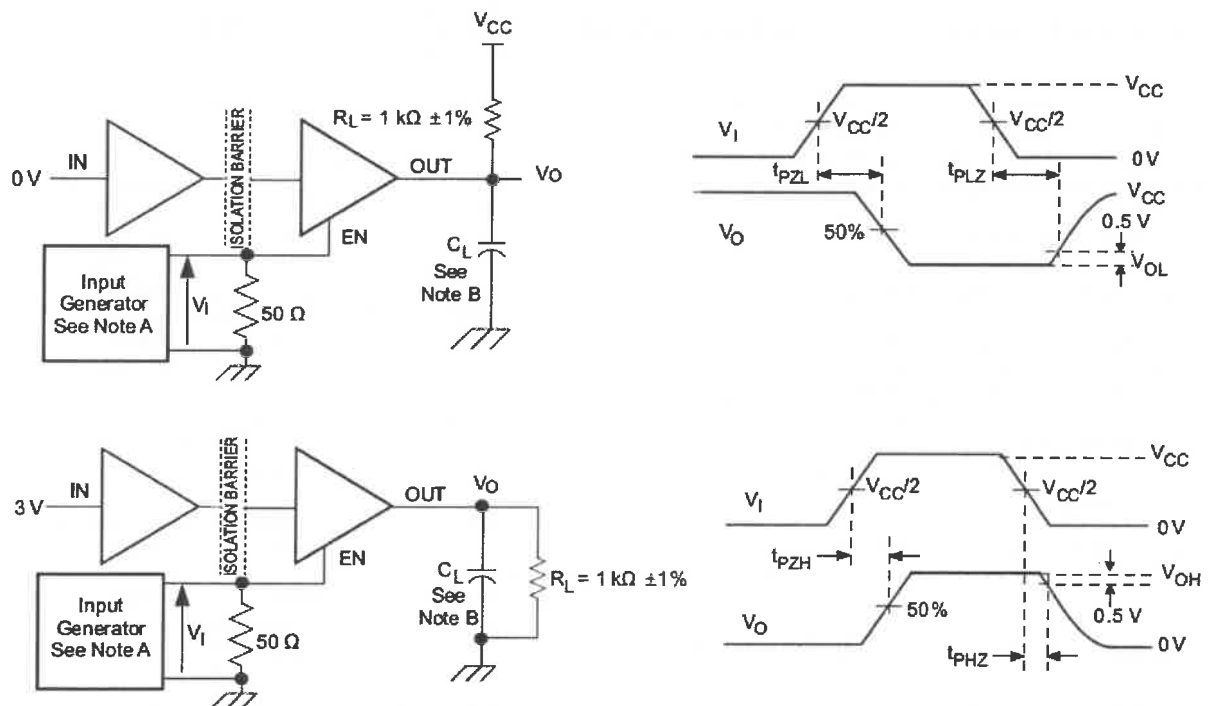 VCC
RL = 1 kΩ ±1%
ISOLATION BARRIER
IN
OUT
0 V
VO
EN
CL
See
Note B
Input
Generator
See Note A
VI
50 Ω
VCC
VI
VCC/2
VCC/2
0 V
tPZL
tPLZ
VCC
0.5 V
VO
50%
VOL
ISOLATION BARRIER
IN
OUT
VO
3 V
EN
CL
See
Note B
RL = 1 kΩ ±1%
Input
Generator
See Note A
VI
50 Ω
VCC
VI
VCC/2
VCC/2
0 V
tPZH
VOH
0.5 V
50%
VO
0 V
tPHZ